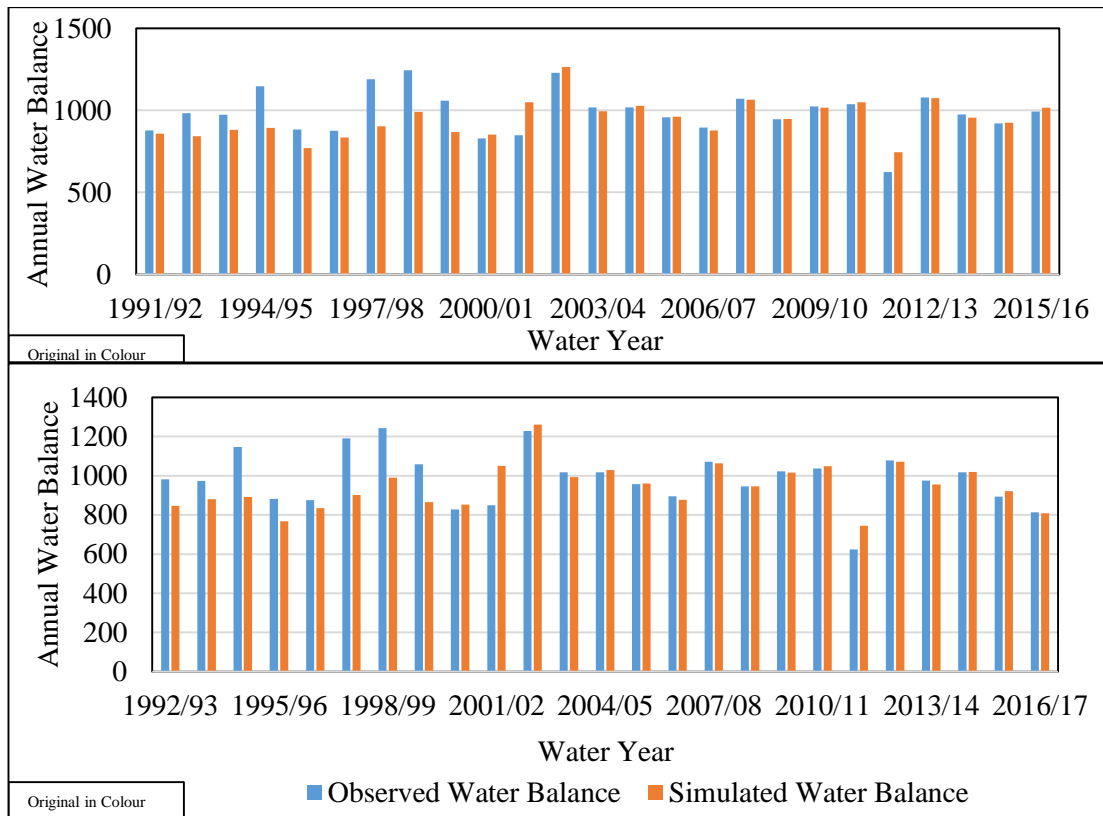 Annual Water Balance
1500
1000
500
0
1991/92 1994/95 1997/98 2000/01 2003/04 2006/07 2009/10 2012/13 2015/16
Water Year
Original in Colour
Annual Water Balance
1400
1200
1000
800
600
400
200
0
1992/93 1995/96 1998/99 2001/02 2004/05 2007/08 2010/11 2013/14 2016/17
Water Year
Observed Water Balance Simulated Water Balance
Original in Colour